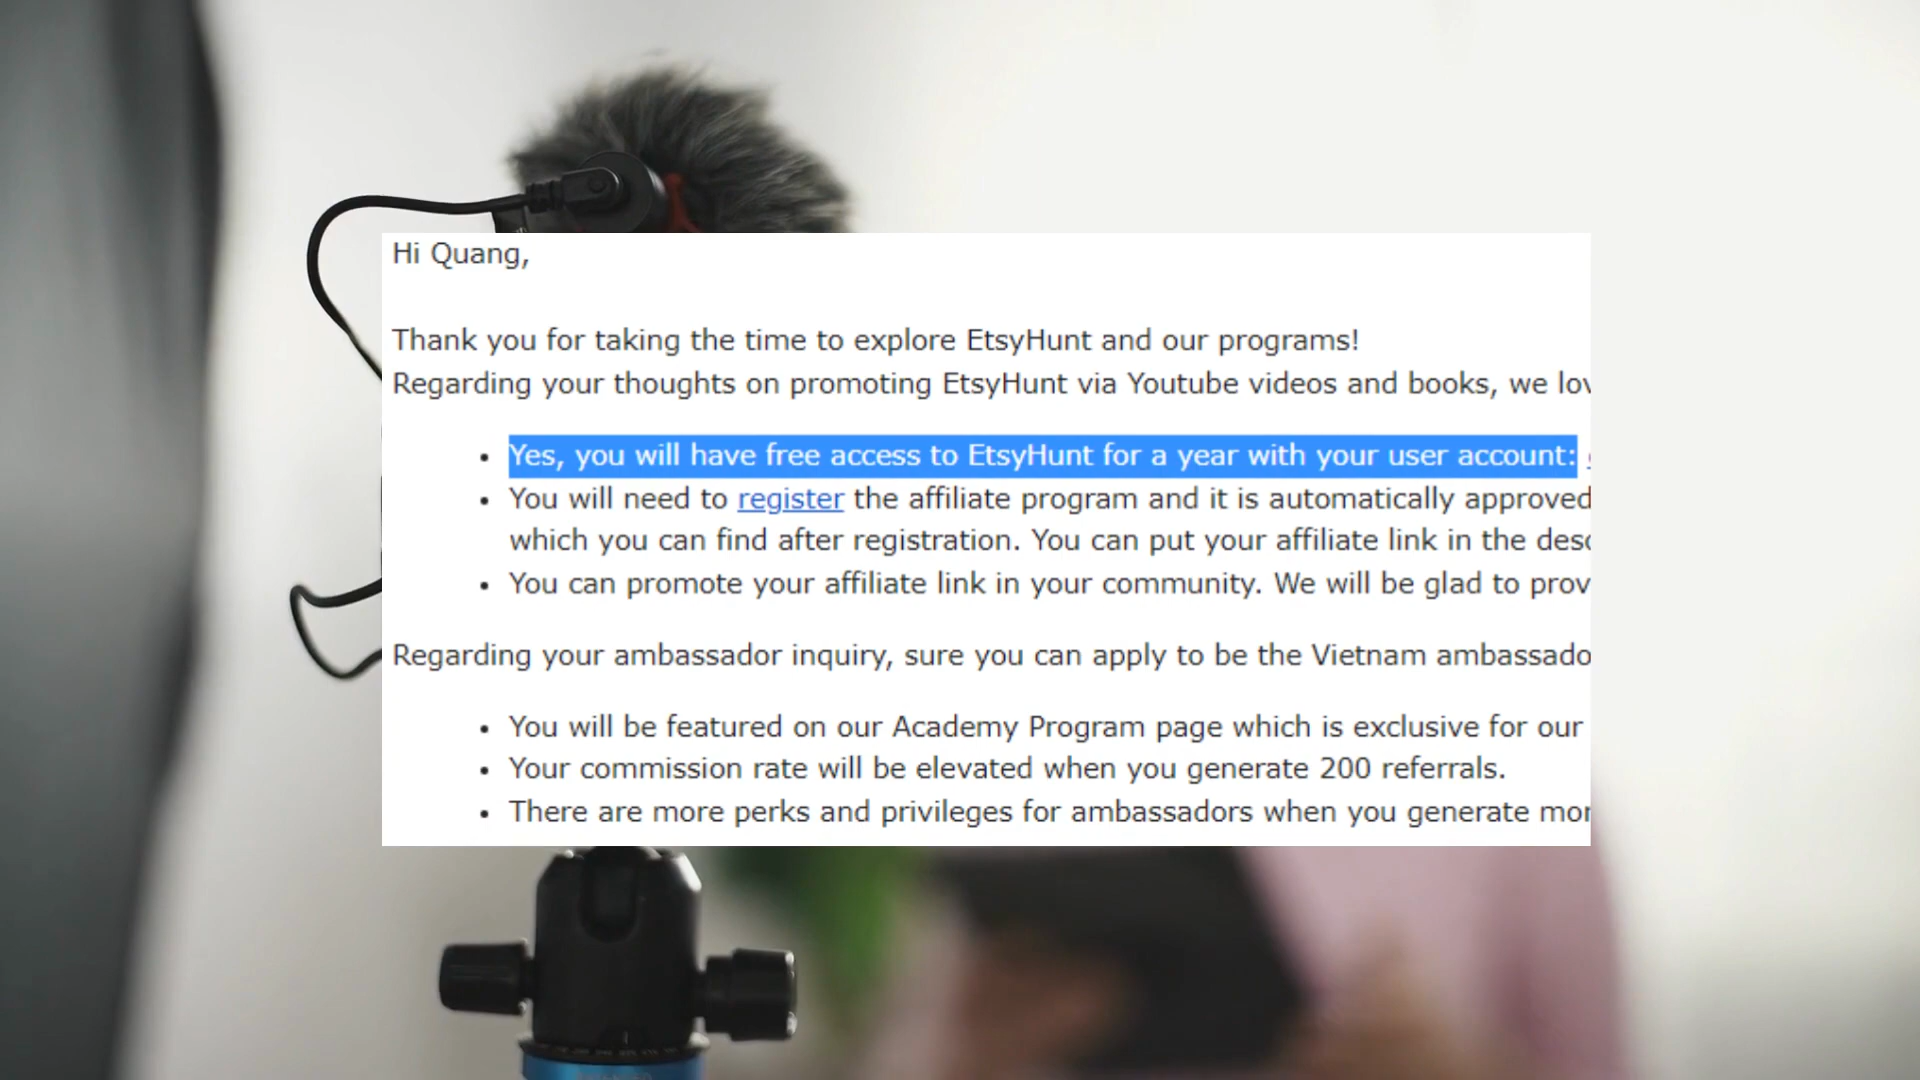 Hi Quang,
Thank you for taking the time to explore EtsyHunt and our programs!
Regarding your thoughts on promoting EtsyHunt via Youtube videos and books, we
Yes, you will have free access to EtsyHunt for a year with your user account:
You will need to register the affiliate program and it is automatically approved
which you can find after registration. You can put your affiliate link in the
You can promote your affiliate link in your community. We will be glad to
Regarding your ambassador inquiry, sure you can apply to be the Vietnam
You will be featured on our Academy Program page which is exclusive for our
Your commission rate will be elevated when you generate 200 referrals.
There are more perks and privileges for ambassadors when you generate